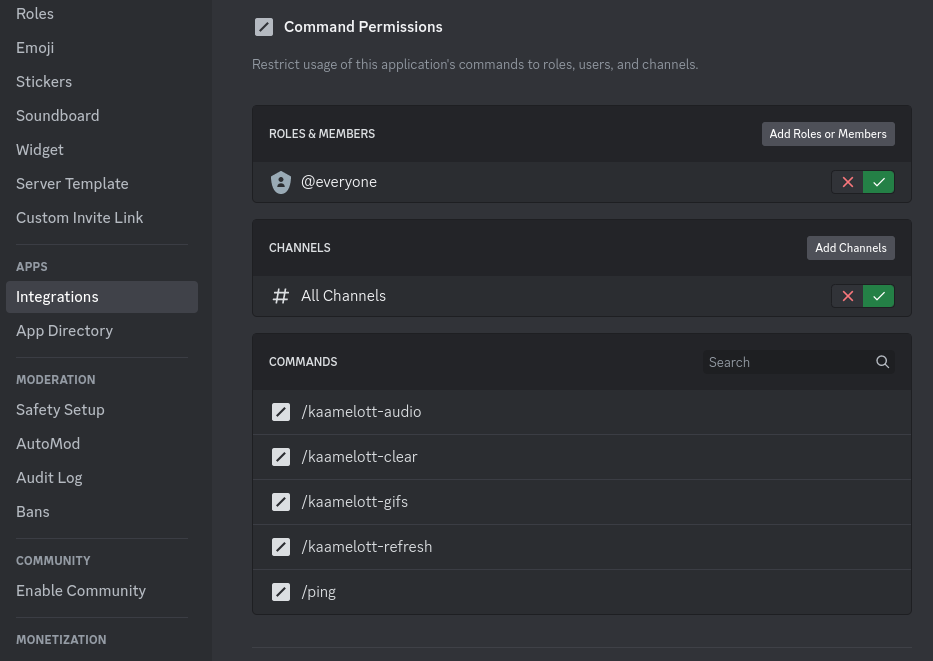 Roles
Emoji
Stickers
Soundboard
Widget
Server Template
Custom Invite Link
APPS
Integrations
App Directory
MODERATION
Safety Setup
AutoMod
Audit Log
Bans
COMMUNITY
Enable Community
MONETIZATION
Command Permissions
Restrict usage of this application's commands to roles, users, and channels.
ROLES & MEMBERS
Add Roles or Members
@everyone
CHANNELS
Add Channels
All Channels
COMMANDS
Search
/kaamelott-audio
/kaamelott-clear
/kaamelott-gifs
/kaamelott-refresh
/ping